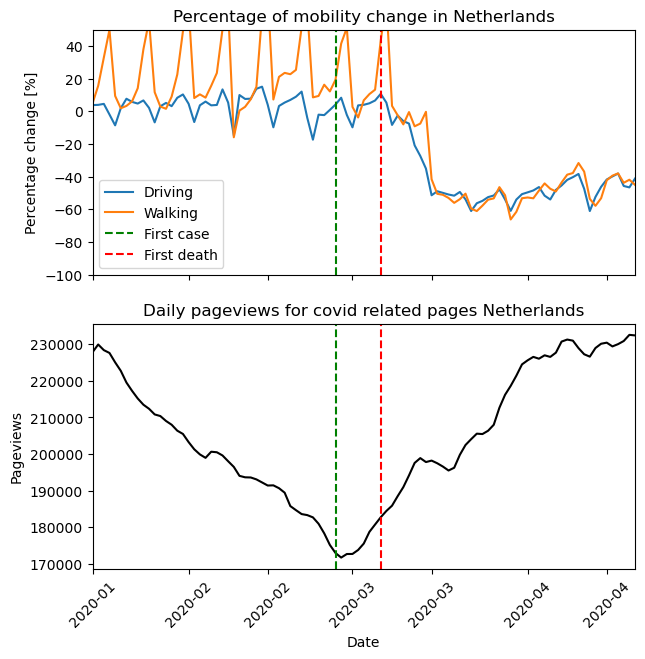 Percentage of mobility change in Netherlands
Percentage change [%]
40
20
0
−20
−40
−60
−80
−100
Driving
Walking
First case
First death
Daily pageviews for covid related pages Netherlands
Pageviews
230000
220000
210000
200000
190000
180000
170000
2020-01
2020-02
2020-02
2020-03
2020-03
2020-04
2020-04
Date